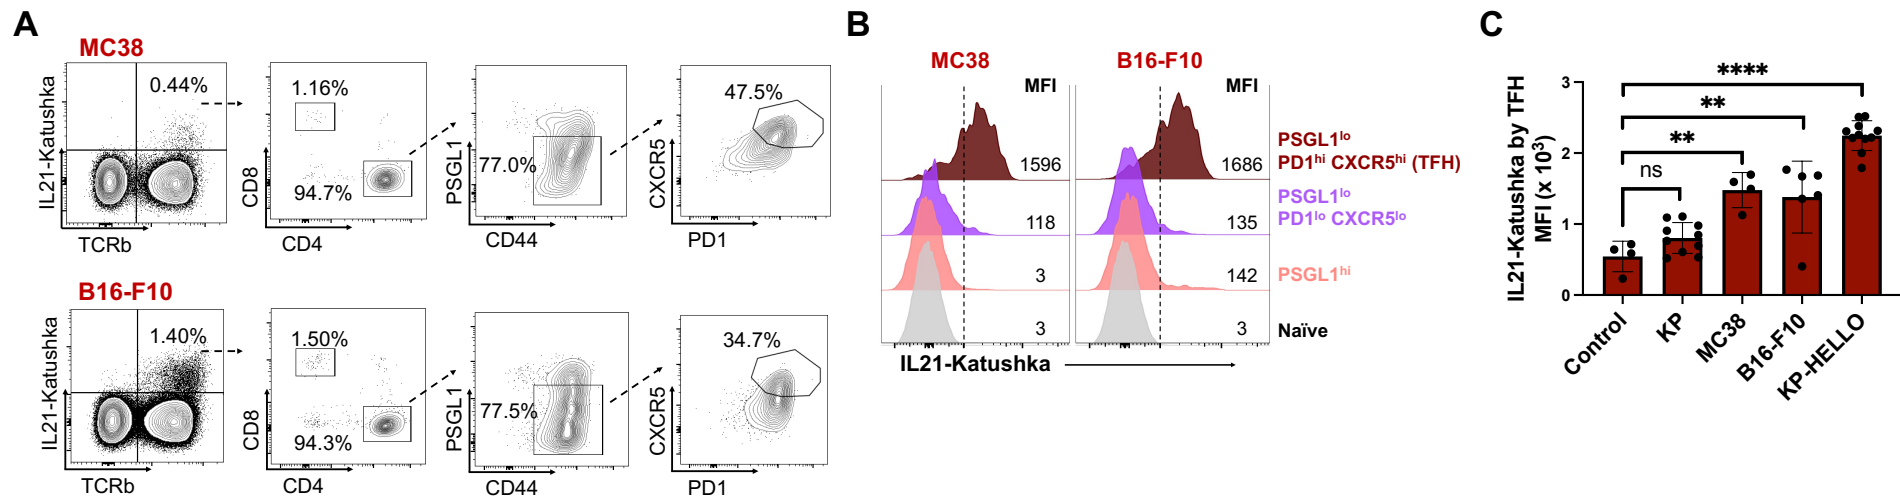 A
MC38
IL21-Katushka
0.44%
TCRb
CD8
1.16%
94.7%
CD4
PSGL1
77.0%
CD44
CXCR5
47.5%
PD1
B16-F10
IL21-Katushka
1.40%
TCRb
CD8
1.50%
94.3%
CD4
PSGL1
77.5%
CD44
CXCR5
34.7%
PD1
B
MC38
B16-F10
MFI
MFI
1596
1686
PSGL1lo
PD1hi CXCR5hi (TFH)
118
135
PSGL1lo
PD1lo CXCR5lo
3
142
PSGL1hi
3
3
Naïve
IL21-Katushka
C
IL21-Katushka by TFH
MFI (x 10³)
3
2
1
0
****
**
**
ns
Control
KP
MC38
B16-F10
KP-HELLO